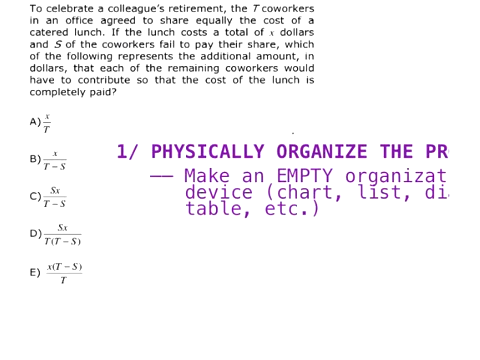 To celebrate a colleague's retirement, the T coworkers
in an office agreed to share equally the cost of a
catered lunch. If the lunch costs a total of x dollars
and S of the coworkers fail to pay their share, which
of the following represents the additional amount, in
dollars, that each of the remaining coworkers would
have to contribute so that the cost of the lunch is
completely paid?
A) x/T
1/ PHYSICALLY ORGANIZE THE
B) x/(T – S)
— Make an EMPTY
C) Sx/(T – S)
device (chart, list,
table, etc.)
D) Sx/(T(T – S))
E) x(T – S)/T